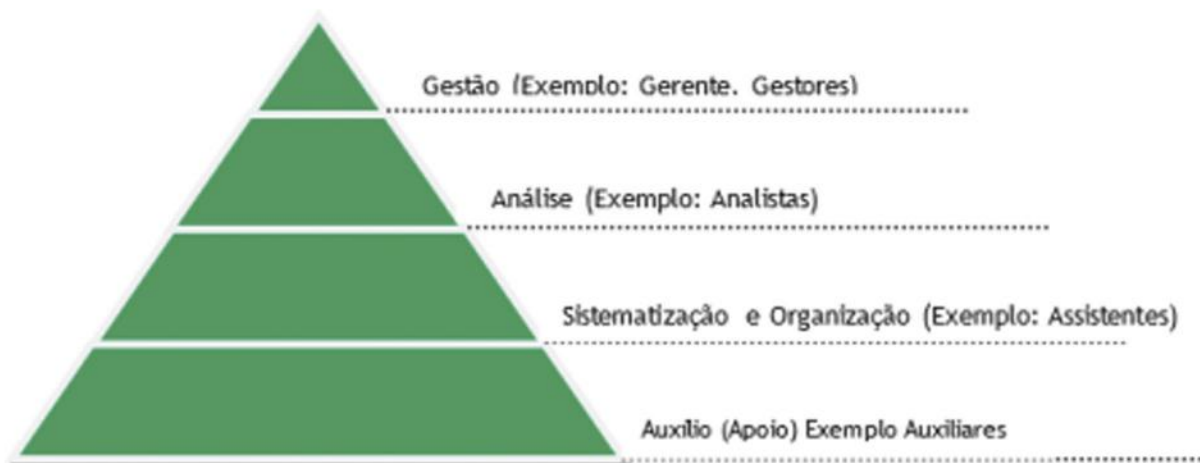 Gestão (Exemplo: Gerente, Gestores)
Análise (Exemplo: Analistas)
Sistematização e Organização (Exemplo: Assistentes)
Auxílio (Apoio) Exemplo Auxiliares